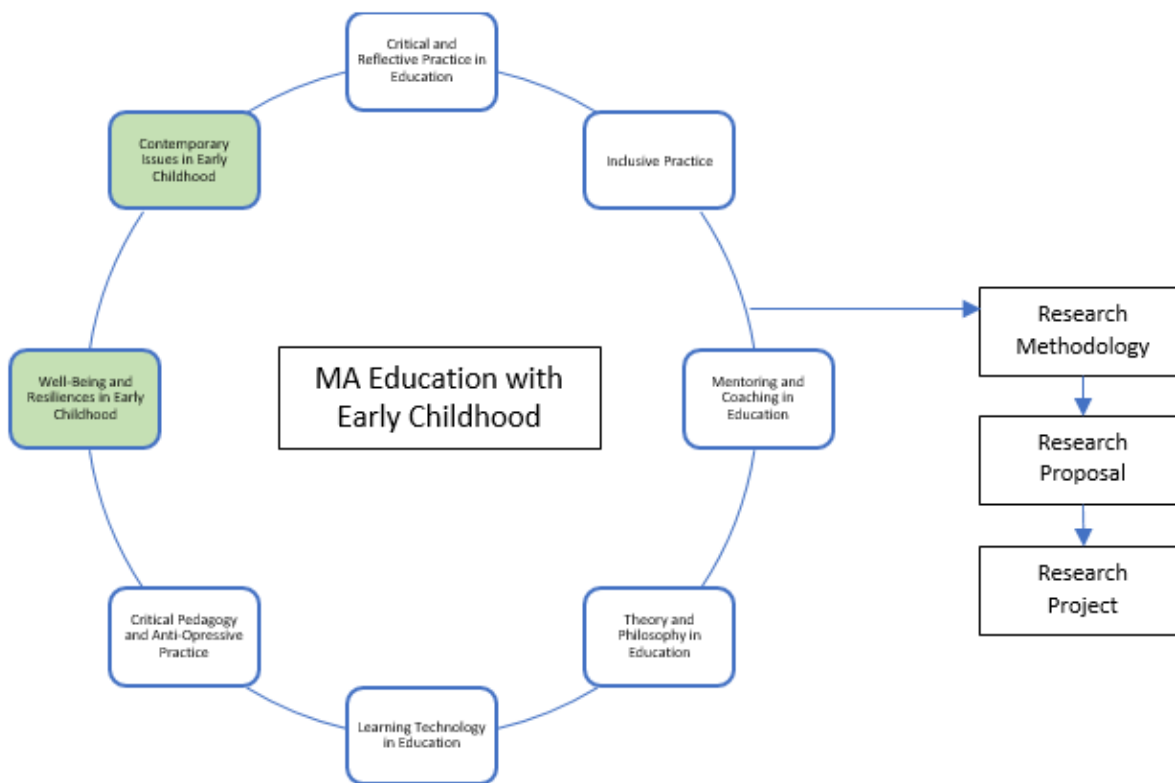 Critical and
Reflective Practice in
Education
Contemporary
Issues in Early
Childhood
Inclusive Practice
Well-Being and
Resiliences in Early
Childhood
MA Education with
Early Childhood
Mentoring and
Coaching in
Education
Research
Methodology
Research
Proposal
Research
Project
Critical Pedagogy
and Anti-Opressive
Practice
Theory and
Philosophy in
Education
Learning Technology
in Education